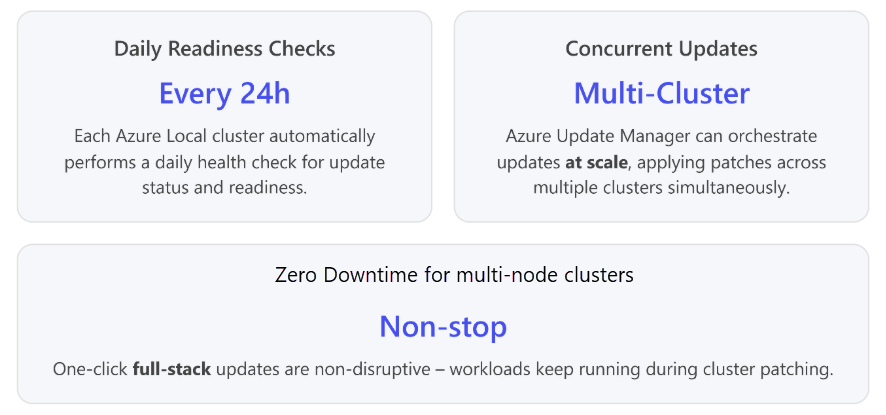 Daily Readiness Checks
Every 24h
Each Azure Local cluster automatically
performs a daily health check for update
status and readiness.
Concurrent Updates
Multi-Cluster
Azure Update Manager can orchestrate
updates at scale, applying patches across
multiple clusters simultaneously.
Zero Downtime for multi-node clusters
Non-stop
One-click full-stack updates are non-disruptive – workloads keep running during cluster patching.